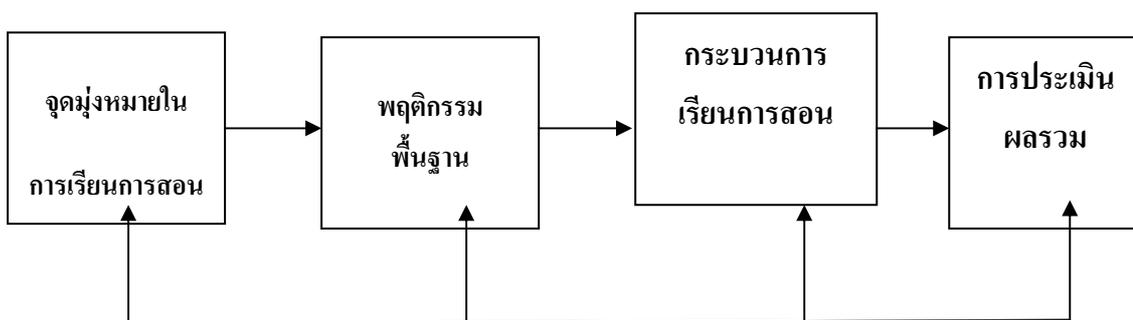 จุดมุ่งหมายใน
การเรียนการสอน
พฤติกรรม
พื้นฐาน
กระบวนการ
เรียนการสอน
การประเมิน
ผลรวม